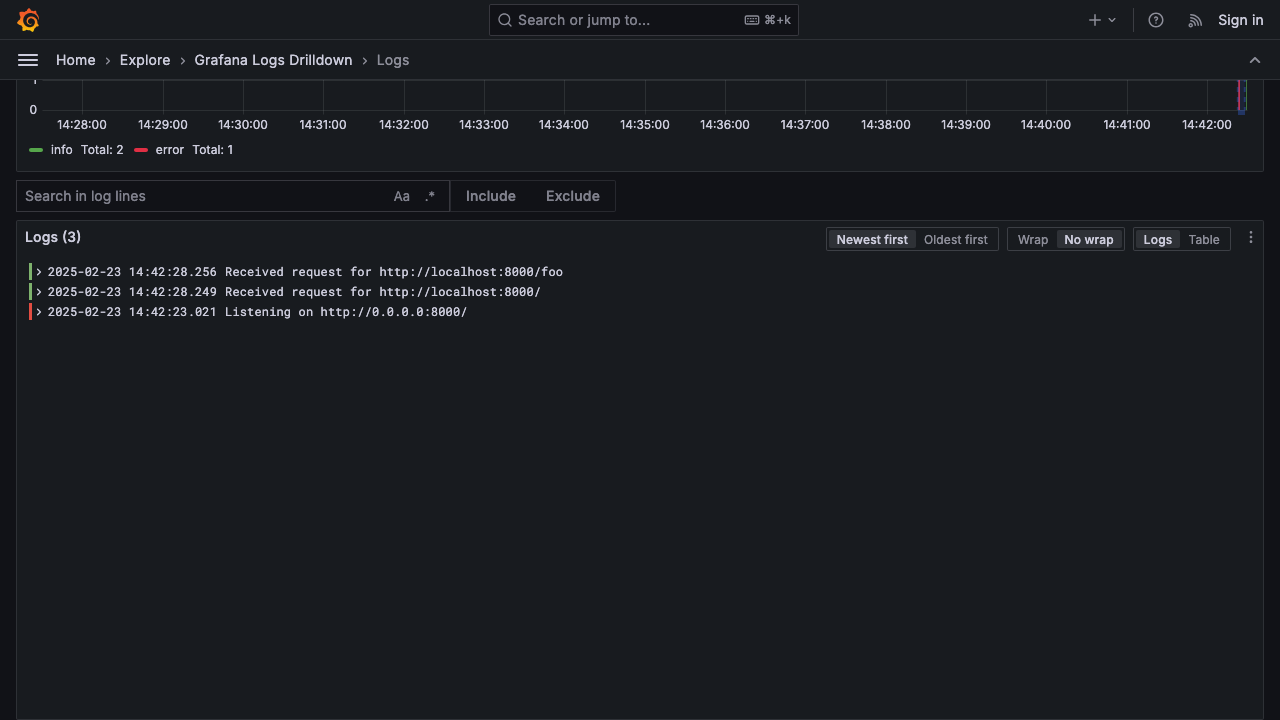 Search or jump to... ⌘+k Sign in
Home › Explore › Grafana Logs Drilldown › Logs
0
14:28:00 14:29:00 14:30:00 14:31:00 14:32:00 14:33:00 14:34:00 14:35:00 14:36:00 14:37:00 14:38:00 14:39:00 14:40:00 14:41:00 14:42:00
info Total: 2 error Total: 1
Search in log lines Aa .* Include Exclude
Logs (3) Newest first Oldest first Wrap No wrap Logs Table
2025-02-23 14:42:28.256 Received request for http://localhost:8000/foo
2025-02-23 14:42:28.249 Received request for http://localhost:8000/
2025-02-23 14:42:23.021 Listening on http://0.0.0.0:8000/